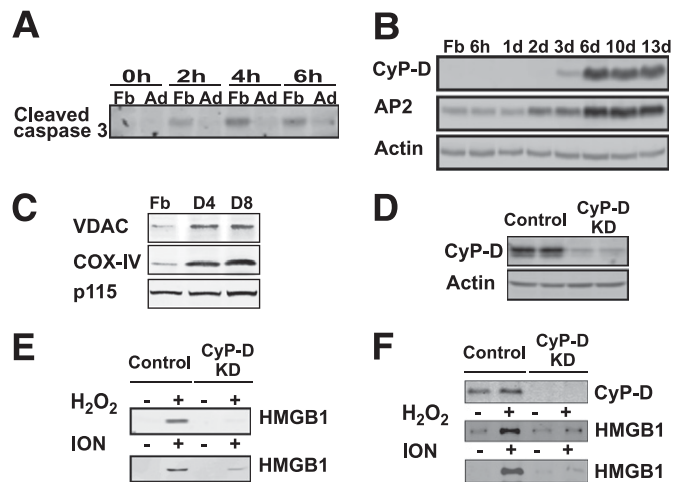 A
0h 2h 4h 6h
Fb Ad Fb Ad Fb Ad Fb Ad
Cleaved
caspase 3
B
Fb 6h 1d 2d 3d 6d 10d 13d
CyP-D
AP2
Actin
C
Fb D4 D8
VDAC
COX-IV
p115
D
Control CyP-D
KD
CyP-D
Actin
E
Control CyP-D
KD
H₂O₂ - + - +
HMGB1
ION - + - +
HMGB1
F
Control CyP-D
KD
CyP-D
H₂O₂ - + - +
HMGB1
ION - + - +
HMGB1